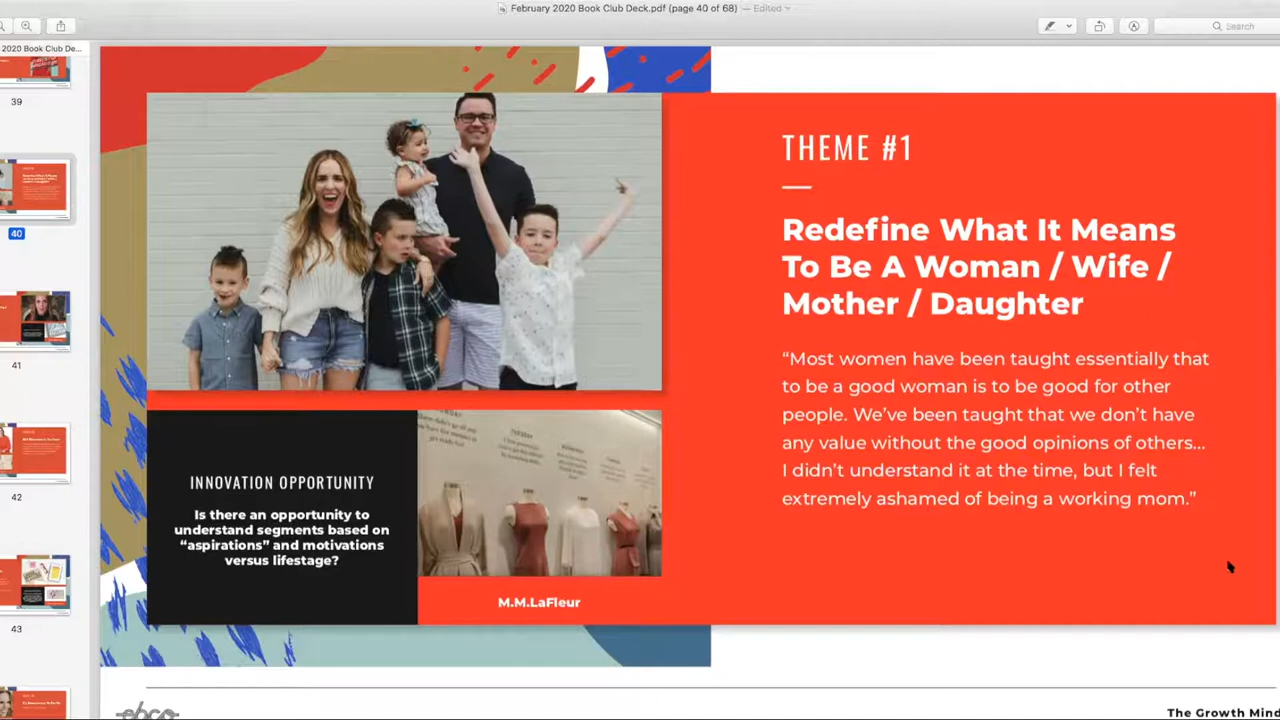 February 2020 Book Club Deck.pdf (page 40 of 68) — Edited
Search
2020 Book Club De...
39
40
41
42
43
THEME #1
Redefine What It Means
To Be A Woman / Wife /
Mother / Daughter
“Most women have been taught essentially that
to be a good woman is to be good for other
people. We’ve been taught that we don’t have
any value without the good opinions of others...
I didn’t understand it at the time, but I felt
extremely ashamed of being a working mom.”
INNOVATION OPPORTUNITY
Is there an opportunity to
understand segments based on
“aspirations” and motivations
versus lifestage?
M.M.LaFleur
ebco
The Growth Mind